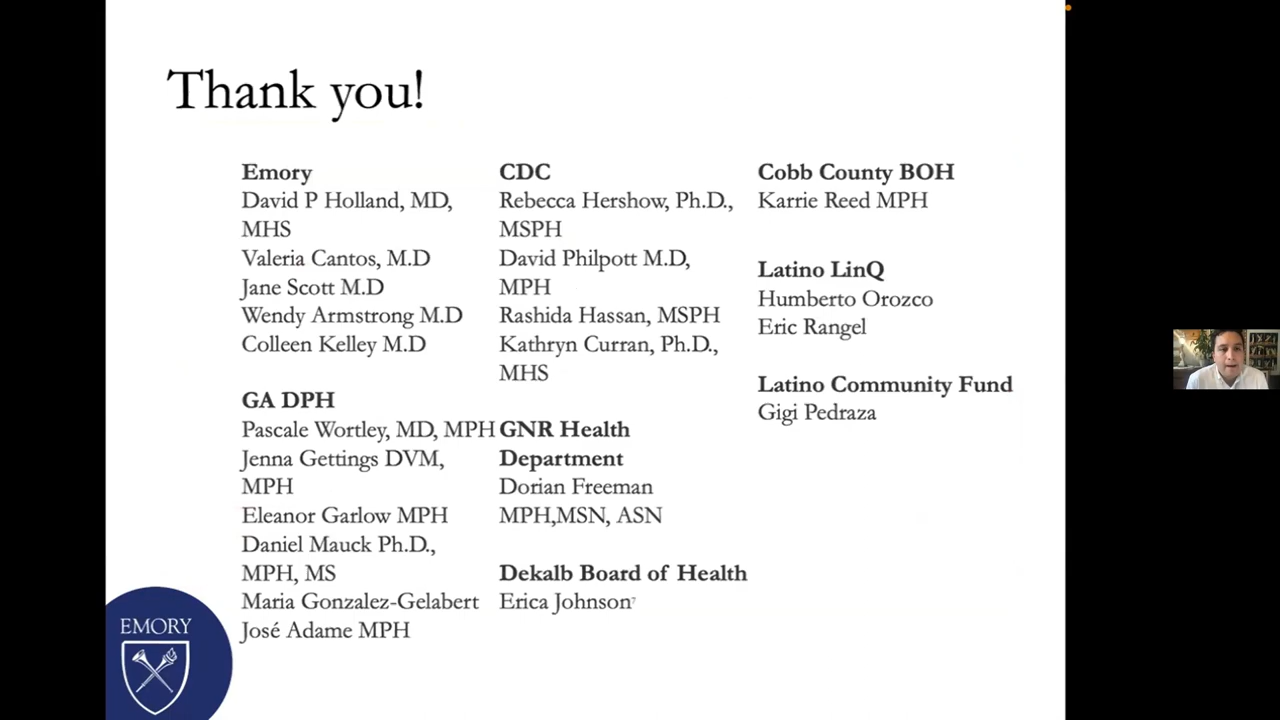 Thank you!
Emory
David P Holland, MD,
MHS
Valeria Cantos, M.D
Jane Scott M.D
Wendy Armstrong M.D
Colleen Kelley M.D
GA DPH
Pascale Wortley, MD, MPH
Jenna Gettings DVM,
MPH
Eleanor Garlow MPH
Daniel Mauck Ph.D.,
MPH, MS
Maria Gonzalez-Gelabert
José Adame MPH
CDC
Rebecca Hershow, Ph.D.,
MSPH
David Philpott M.D,
MPH
Rashida Hassan, MSPH
Kathryn Curran, Ph.D.,
MHS
GNR Health
Department
Dorian Freeman
MPH,MSN, ASN
Dekalb Board of Health
Erica Johnson
7
Cobb County BOH
Karrie Reed MPH
Latino LinQ
Humberto Orozco
Eric Rangel
Latino Community Fund
Gigi Pedraza
EMORY